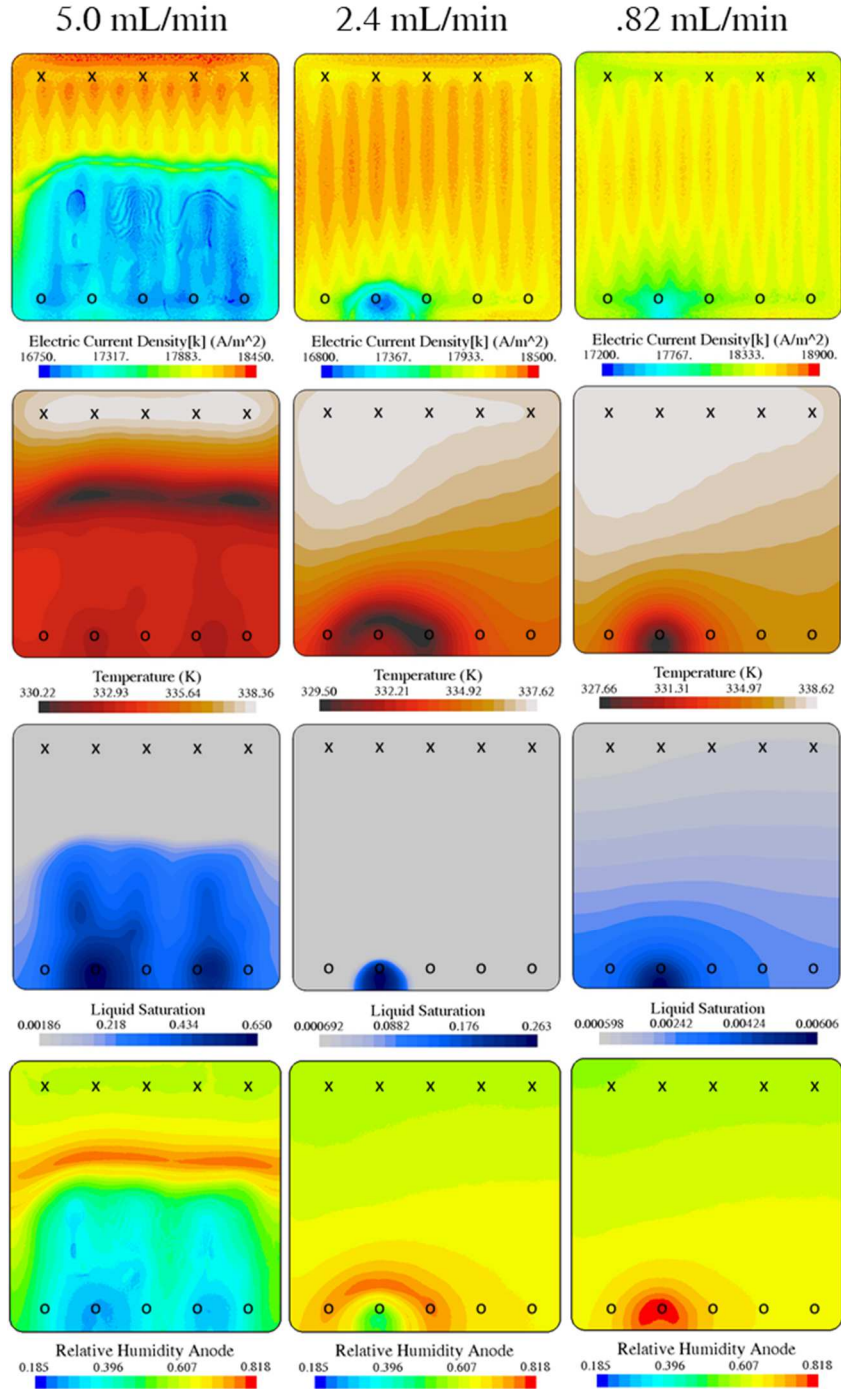 5.0 mL/min 2.4 mL/min .82 mL/min
X X X X X X X X X X X X X X X
O O O O O O O O O O O O O O O
Electric Current Density[k] (A/m^2) Electric Current Density[k] (A/m^2) Electric Current Density[k] (A/m^2)
16750. 17317. 17883. 18450. 16800. 17367. 17933. 18500. 17200. 17767. 18333. 18900.
X X X X X X X X X X X X X X X
O O O O O O O O O O O O O O O
Temperature (K) Temperature (K) Temperature (K)
330.22 332.93 335.64 338.36 329.50 332.21 334.92 337.62 327.66 331.31 334.97 338.62
X X X X X X X X X X X X X X X
O O O O O O O O O O O O O O O
Liquid Saturation Liquid Saturation Liquid Saturation
0.00186 0.218 0.434 0.650 0.000692 0.0882 0.176 0.263 0.000598 0.00242 0.00424 0.00606
X X X X X X X X X X X X X X X
O O O O O O O O O O O O O O O
Relative Humidity Anode Relative Humidity Anode Relative Humidity Anode
0.185 0.396 0.607 0.818 0.185 0.396 0.607 0.818 0.185 0.396 0.607 0.818